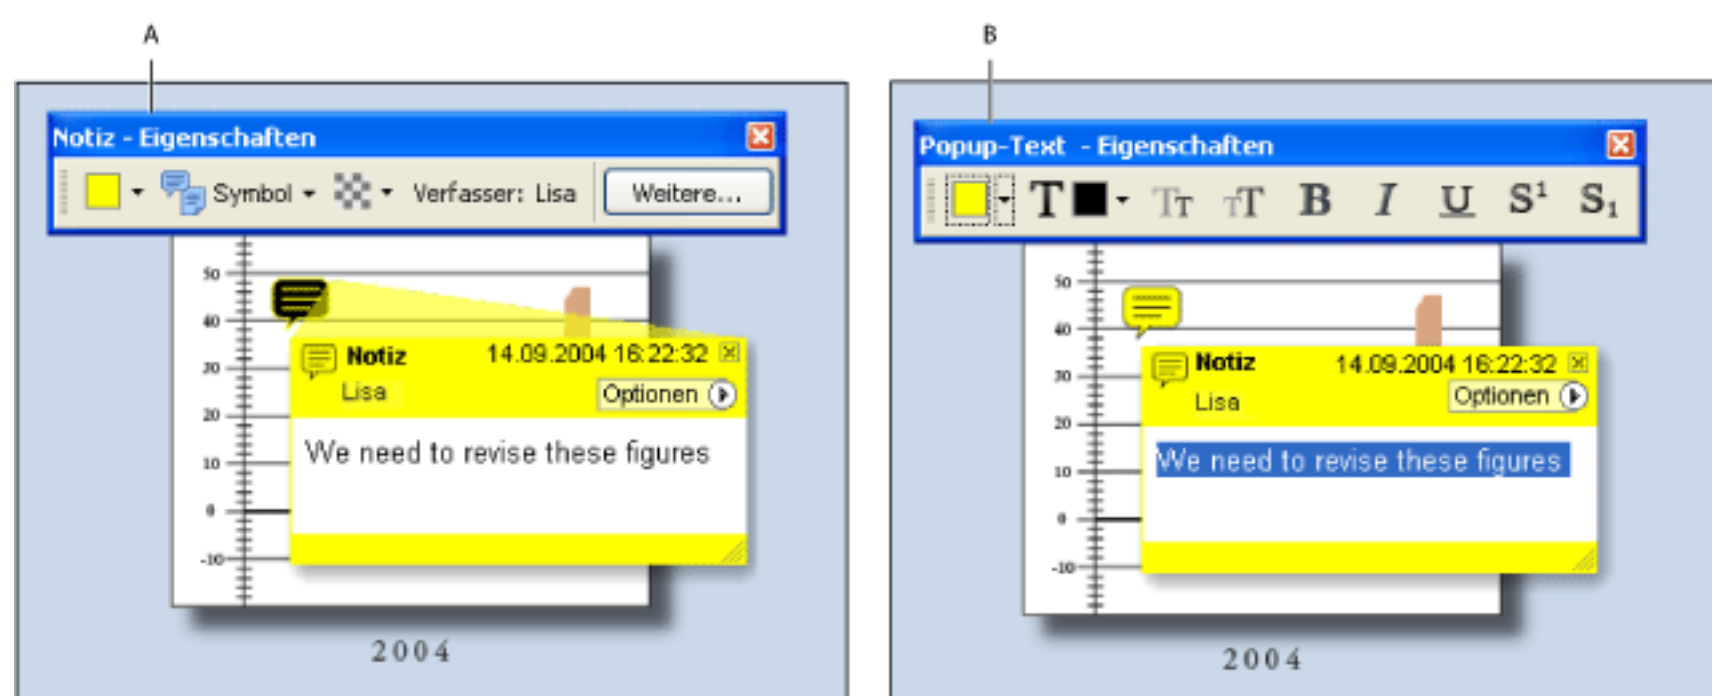 A
Notiz - Eigenschaften
Symbol Verfasser: Lisa Weitere...
50
40
30
20
10
0
-10
Notiz 14.09.2004 16:22:32
Lisa Optionen
We need to revise these figures
2004
B
Popup-Text - Eigenschaften
T TT TT B I U S¹ S₁
50
40
30
20
10
0
-10
Notiz 14.09.2004 16:22:32
Lisa Optionen
We need to revise these figures
2004